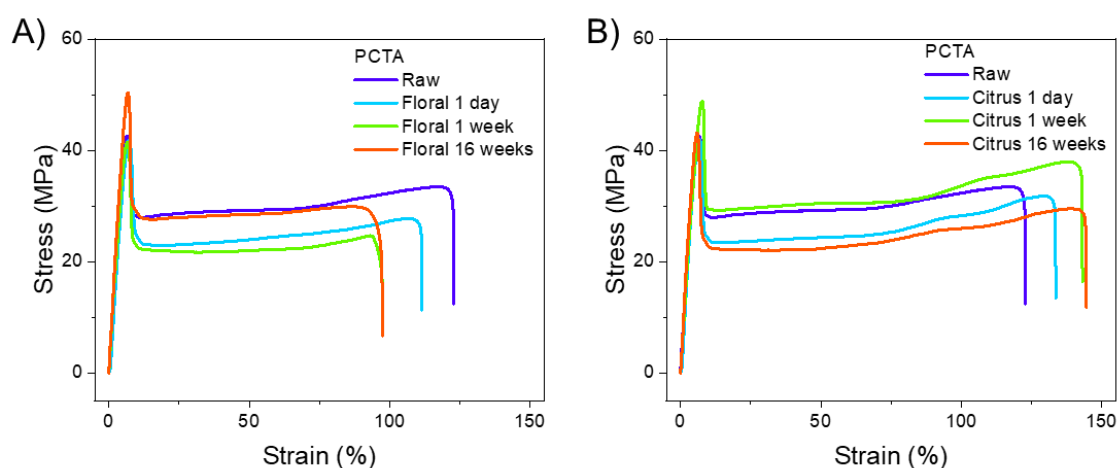 A)
60
40
20
0
Stress (MPa)
PCTA
Raw
Floral 1 day
Floral 1 week
Floral 16 weeks
0
50
100
150
Strain (%)
B)
60
40
20
0
Stress (MPa)
PCTA
Raw
Citrus 1 day
Citrus 1 week
Citrus 16 weeks
0
50
100
150
Strain (%)